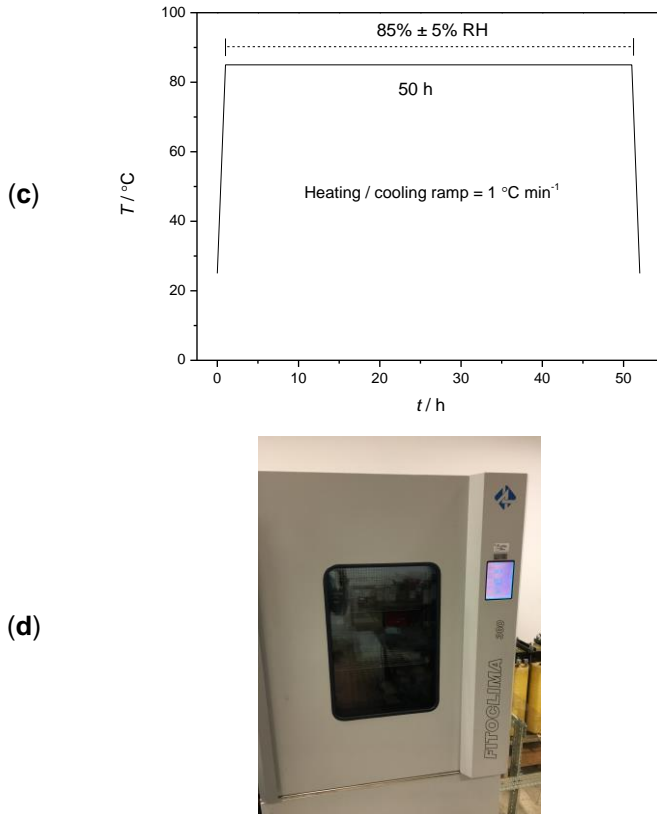 (c)
T / °C
100
80
60
40
20
0
85% ± 5% RH
50 h
Heating / cooling ramp = 1 °C min⁻¹
0 10 20 30 40 50
t / h
(d)
FITOCLIMA 300